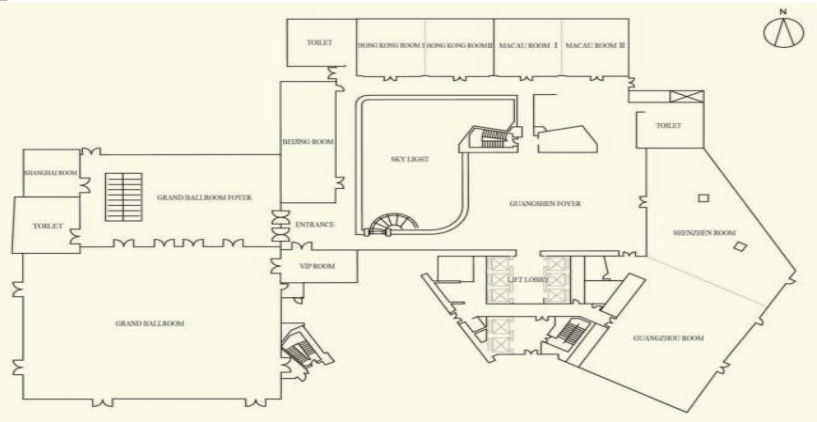 N
TOILET
HONG KONG ROOM I
HONG KONG ROOM II
MACAU ROOM I
MACAU ROOM II
TOILET
BEIJING ROOM
SKY LIGHT
SHANGHAI ROOM
GRAND BALLROOM FOYER
GUANGSHEN FOYER
TOILET
ENTRANCE
SHENZHEN ROOM
VIP ROOM
LIFT LOBBY
GRAND BALLROOM
GUANGZHOU ROOM